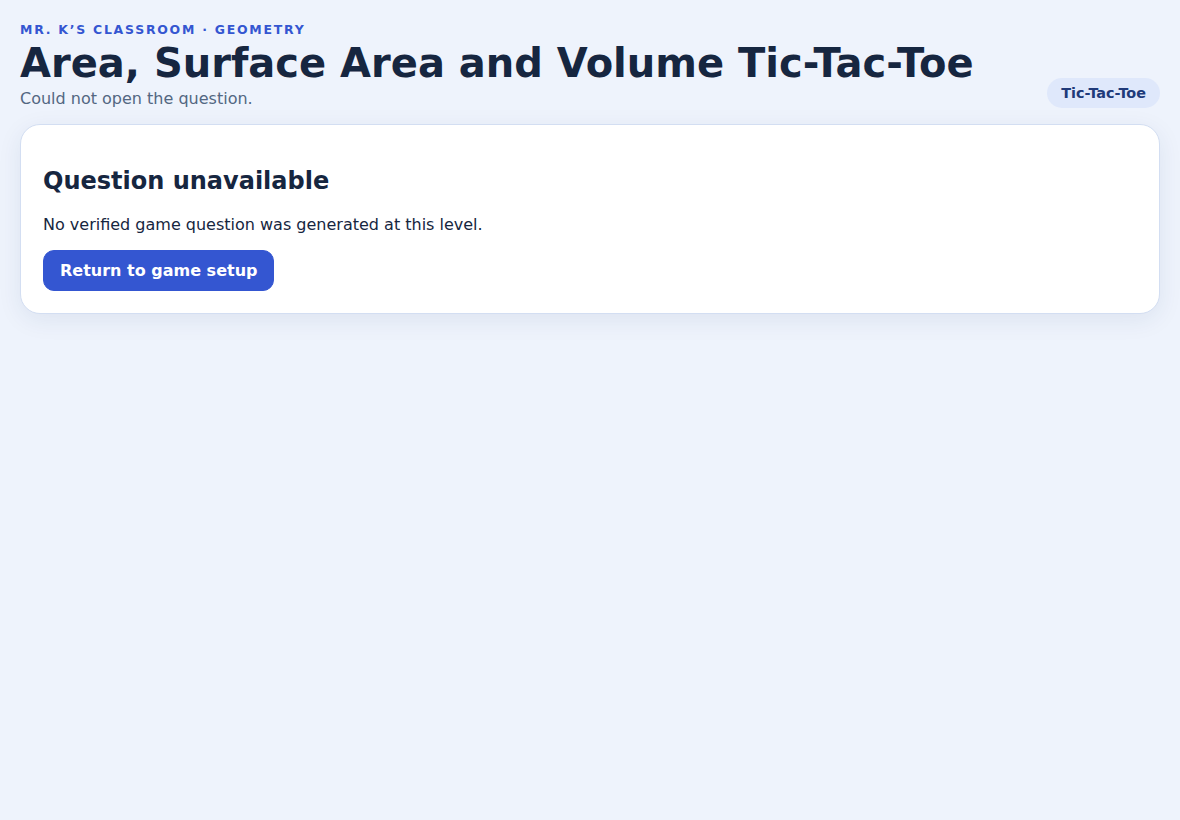 MR. K’S CLASSROOM · GEOMETRY
Area, Surface Area and Volume Tic-Tac-Toe
Could not open the question.
Tic-Tac-Toe
Question unavailable
No verified game question was generated at this level.
Return to game setup